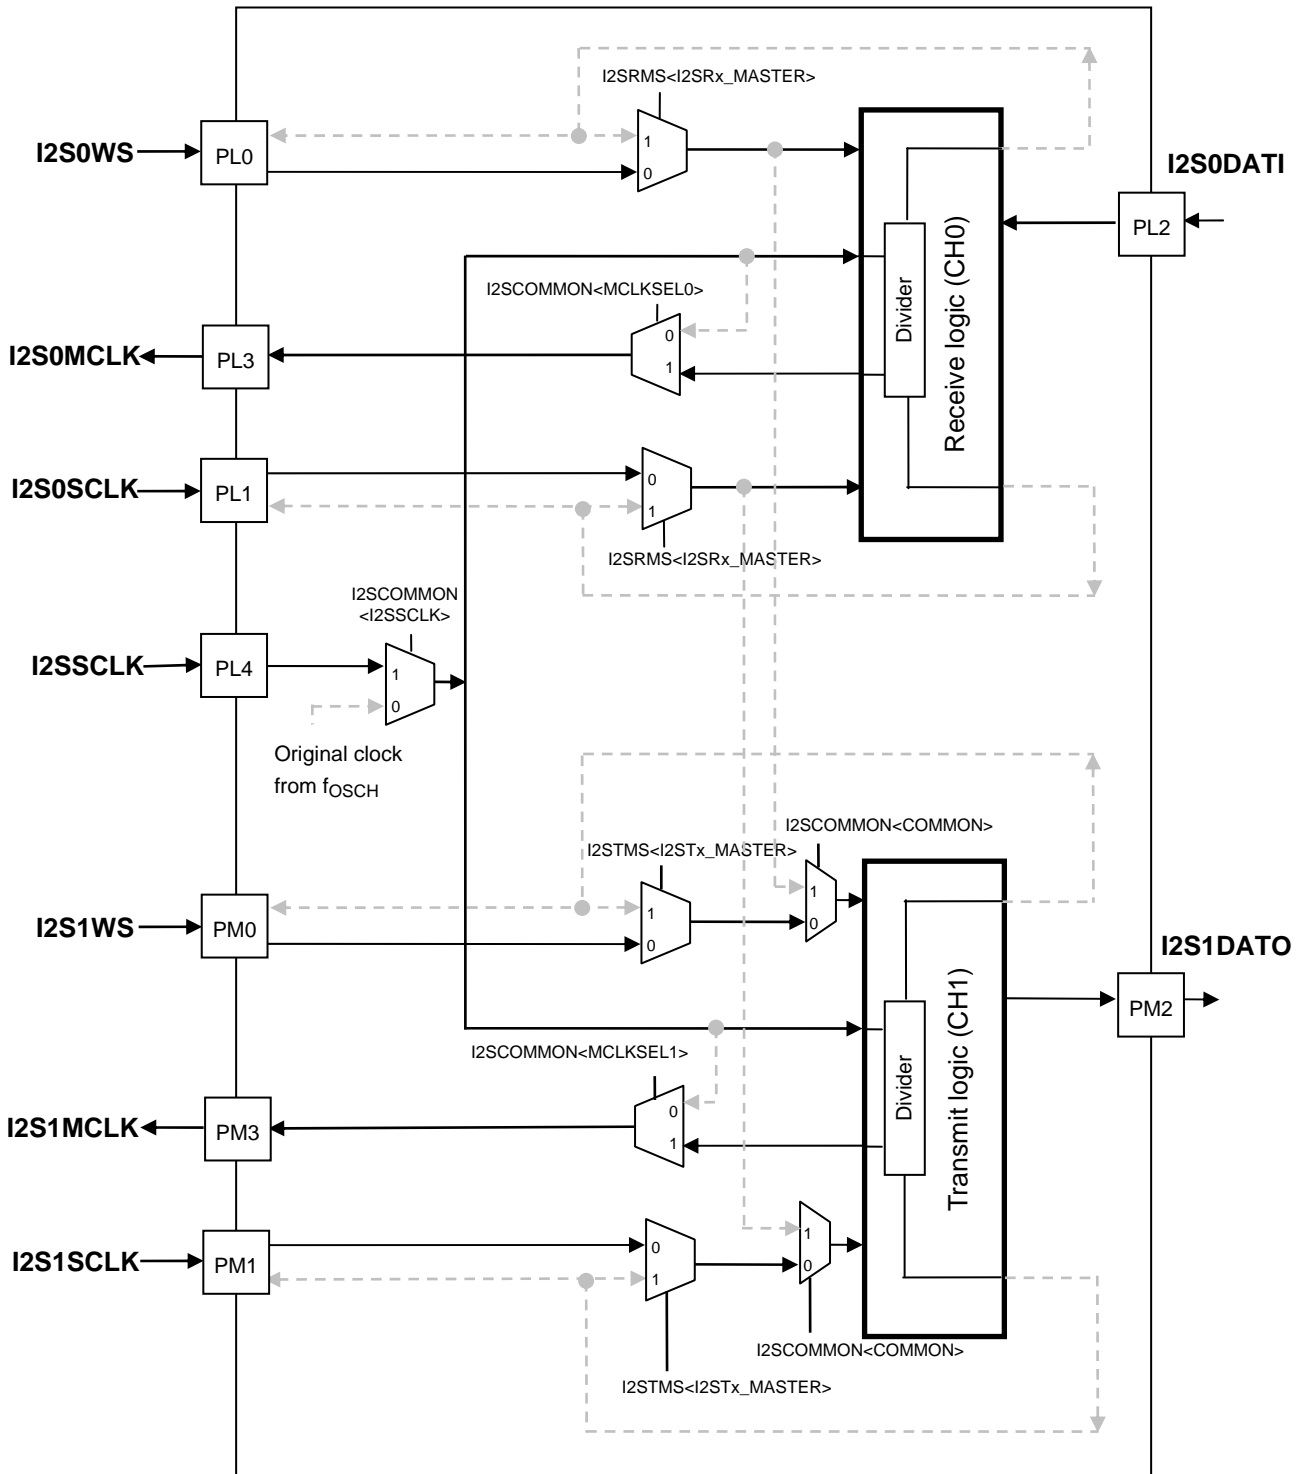 I2SRMS<I2SRx_MASTER>
I2S0WS
PL0
1
0
I2S0DATI
PL2
I2SCOMMON<MCLKSEL0>
0
1
Divider
Receive logic (CH0)
I2S0MCLK
PL3
I2S0SCLK
PL1
0
1
I2SRMS<I2SRx_MASTER>
I2SCOMMON
<I2SSCLK>
I2SSCLK
PL4
1
0
Original clock
from fOSCH
I2STMS<I2STx_MASTER>
I2SCOMMON<COMMON>
1
0
I2S1WS
PM0
1
0
I2S1DATO
PM2
I2SCOMMON<MCLKSEL1>
0
1
Divider
Transmit logic (CH1)
I2S1MCLK
PM3
I2S1SCLK
PM1
0
1
1
0
I2SCOMMON<COMMON>
I2STMS<I2STx_MASTER>